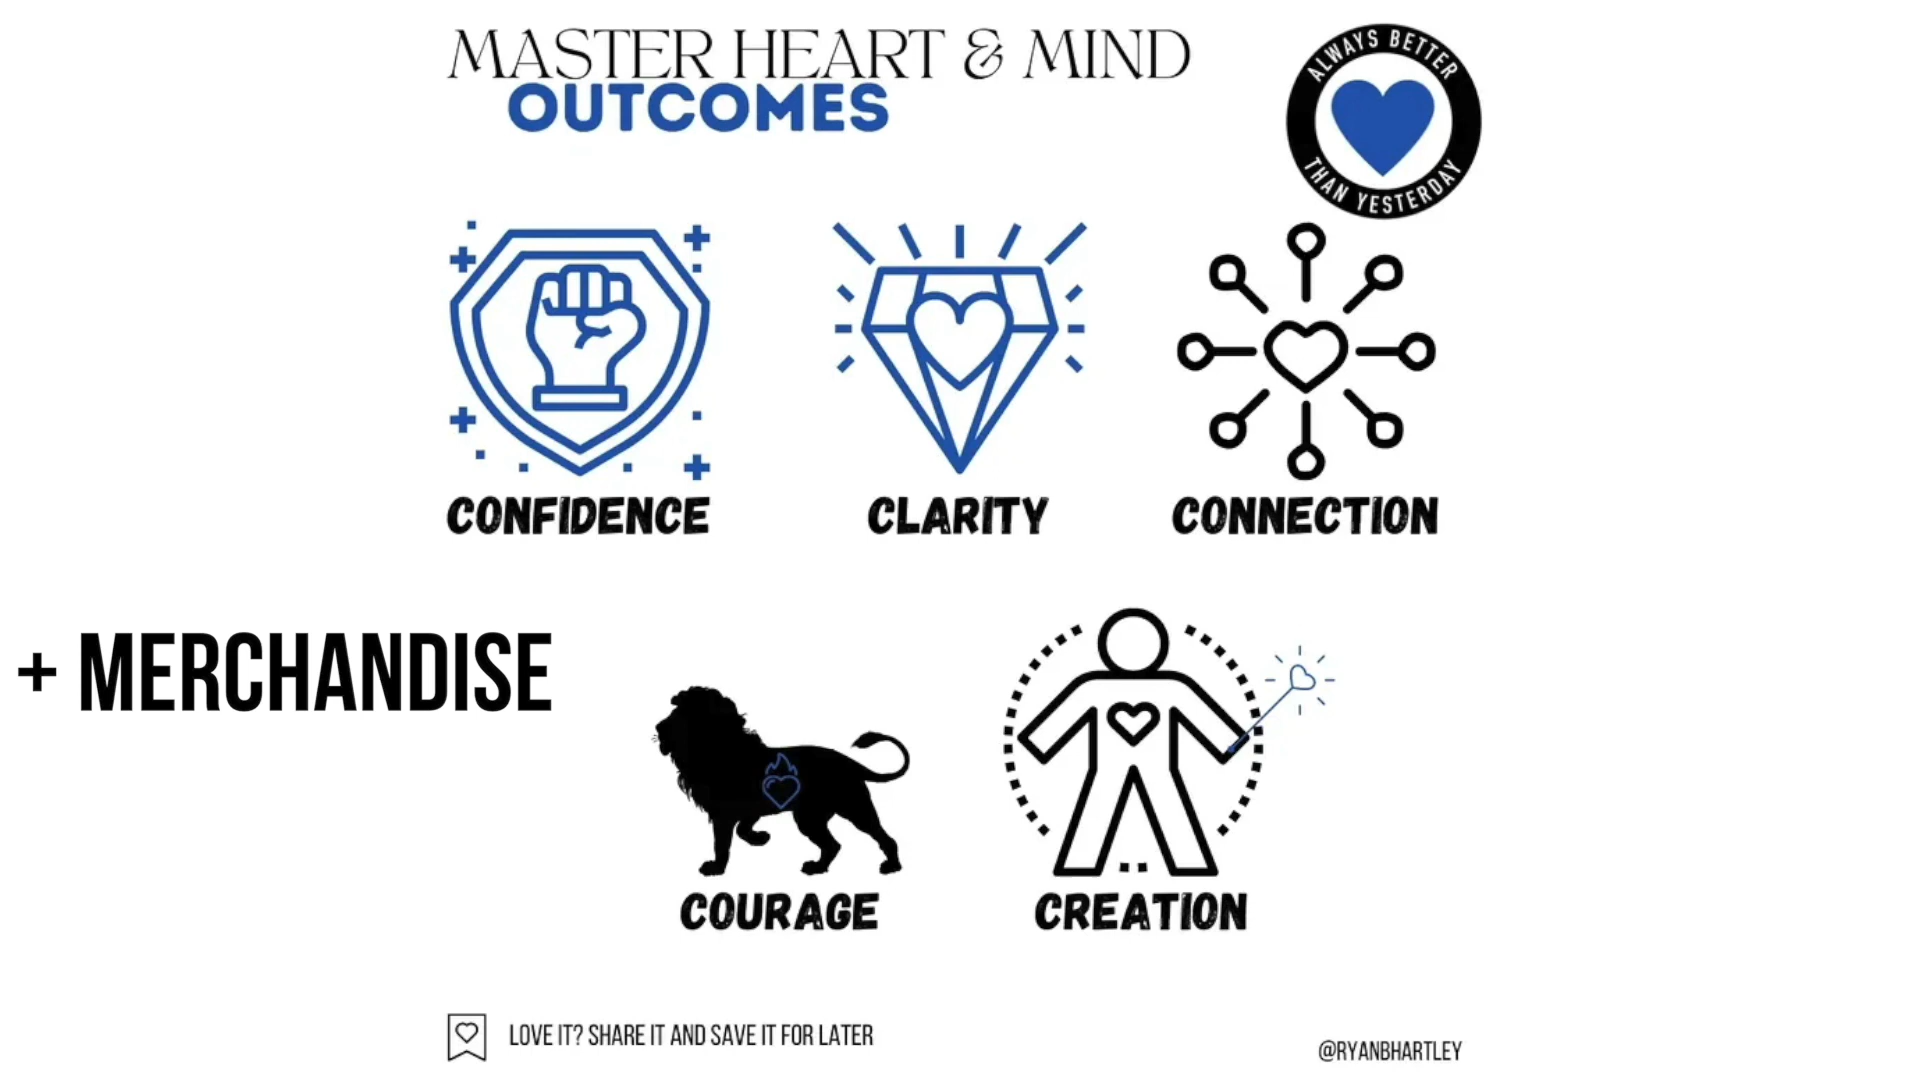 MASTER HEART & MIND
OUTCOMES
ALWAYS BETTER
THAN YESTERDAY
CONFIDENCE
CLARITY
CONNECTION
+ MERCHANDISE
COURAGE
CREATION
LOVE IT? SHARE IT AND SAVE IT FOR LATER
@RYANBHARTLEY